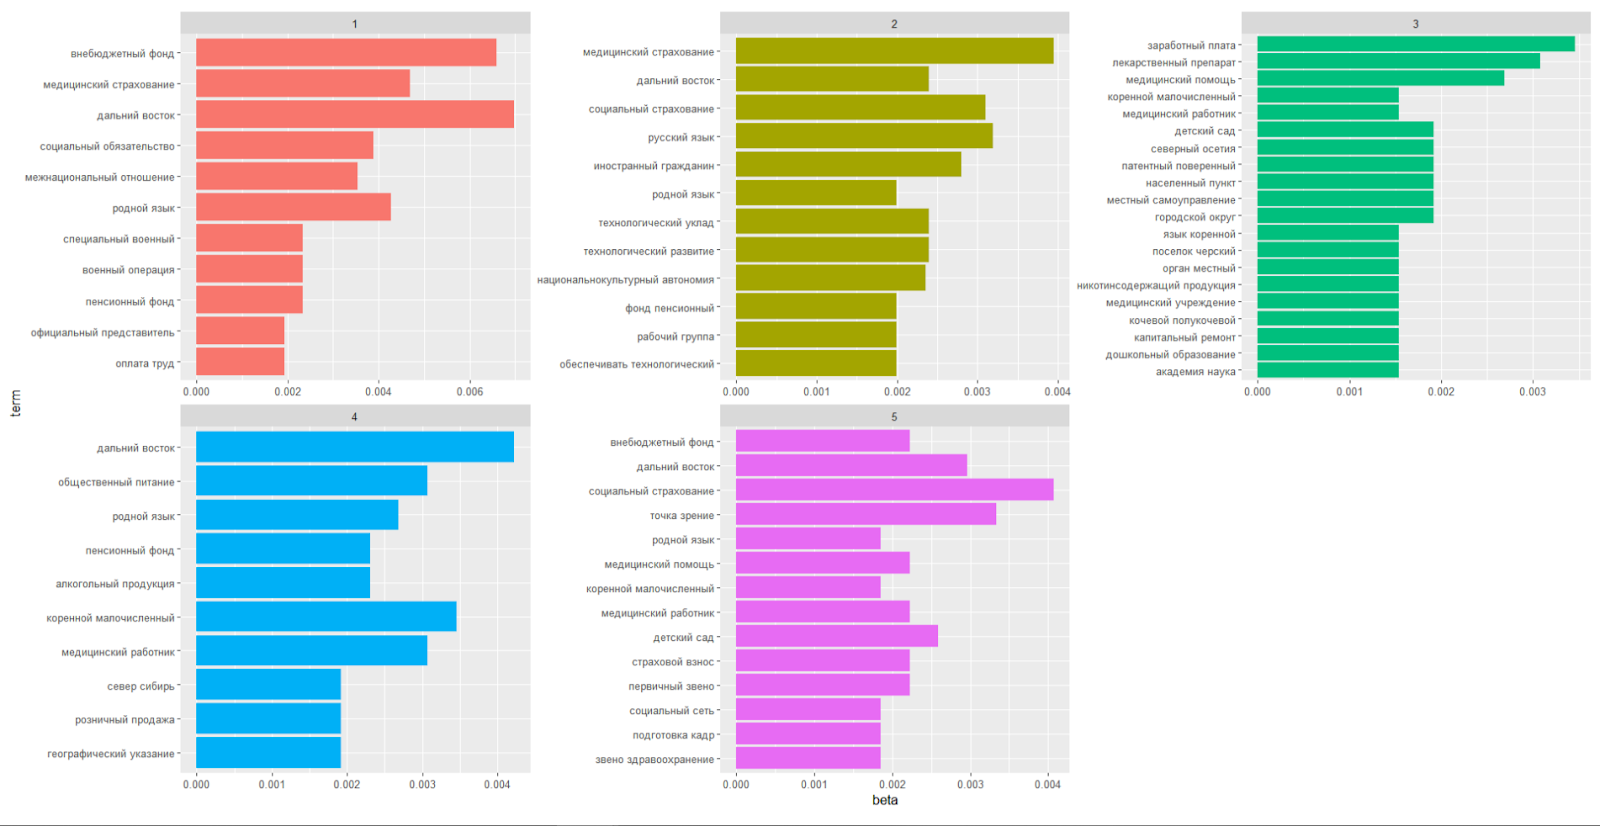 1
внебюджетный фонд
медицинский страхование
дальний восток
социальный обязательство
межнациональный отношение
родной язык
специальный военный
военный операция
пенсионный фонд
официальный представитель
оплата труд
0.000 0.002 0.004 0.006
2
медицинский страхование
дальний восток
социальный страхование
русский язык
иностранный гражданин
родной язык
технологический уклад
технологический развитие
национальнокультурный автономия
фонд пенсионный
рабочий группа
обеспечивать технологический
0.000 0.001 0.002 0.003 0.004
3
заработный плата
лекарственный препарат
медицинский помощь
коренной малочисленный
медицинский работник
детский сад
северный осетия
патентный поверенный
населенный пункт
местный самоуправление
городской округ
язык коренной
поселок черский
орган местный
никотинсодержащий продукция
медицинский учреждение
кочевой полукочевой
капитальный ремонт
дошкольный образование
академия наука
0.000 0.001 0.002 0.003
term
4
дальний восток
общественный питание
родной язык
пенсионный фонд
алкогольный продукция
коренной малочисленный
медицинский работник
север сибирь
розничный продажа
географический указание
0.000 0.001 0.002 0.003 0.004
5
внебюджетный фонд
дальний восток
социальный страхование
точка зрение
родной язык
медицинский помощь
коренной малочисленный
медицинский работник
детский сад
страховой взнос
первичный звено
социальный сеть
подготовка кадр
звено здравоохранение
0.000 0.001 0.002 0.003 0.004
beta